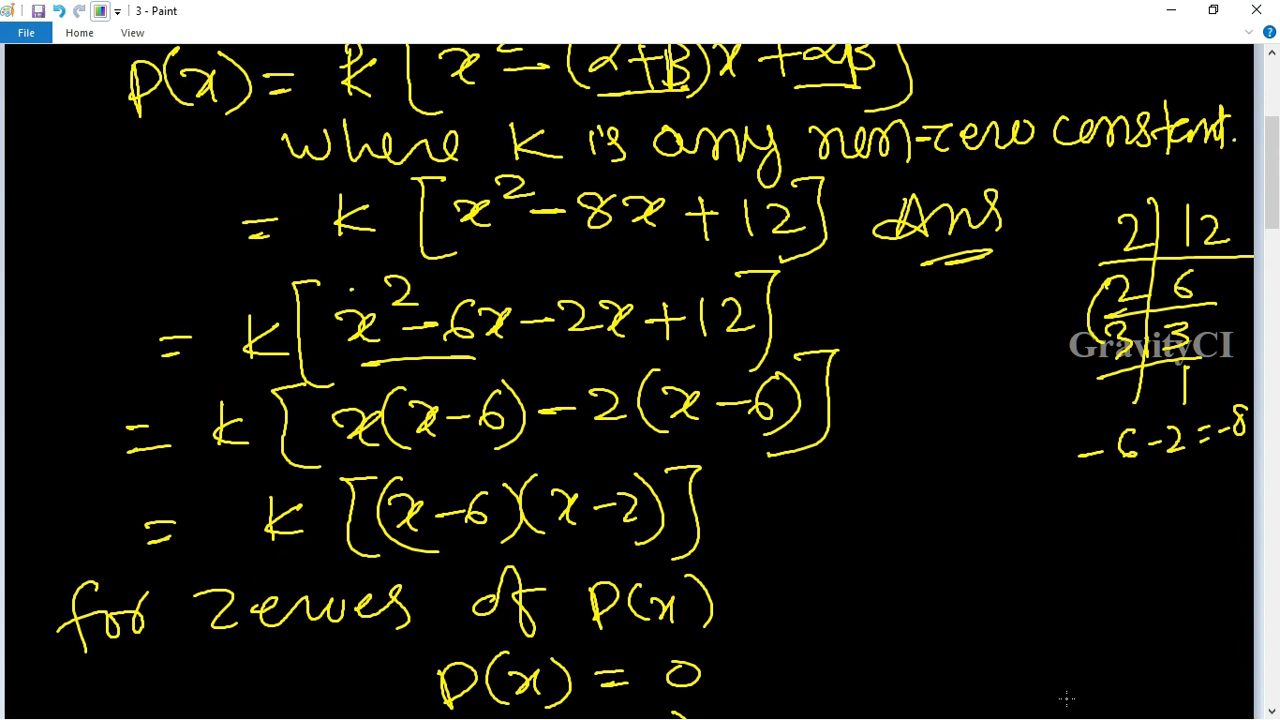 3 - Paint
File Home View
P(x) = k [x² - (α+β)x + αβ]
where k is any non-zero constant.
= k [x² - 8x + 12] Ans
= k [x² - 6x - 2x + 12]
= k [x(x-6) - 2(x-6)]
= k [(x-6)(x-2)]
for zeroes of P(x)
P(x) = 0
2 | 12
2 | 6
3 | 3
1
- 6 - 2 = -8
GravityCI